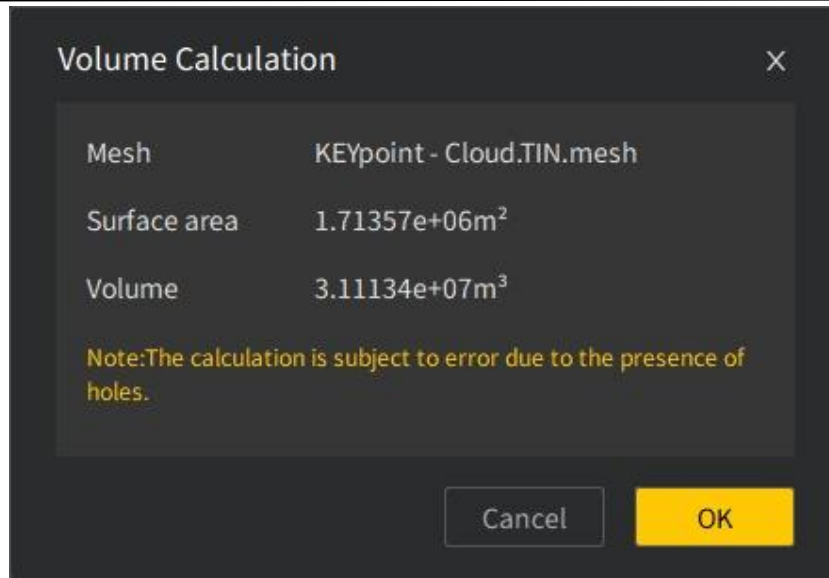 Volume Calculation
Mesh KEYpoint - Cloud.TIN.mesh
Surface area 1.71357e+06m²
Volume 3.11134e+07m³
Note:The calculation is subject to error due to the presence of
holes.
Cancel OK